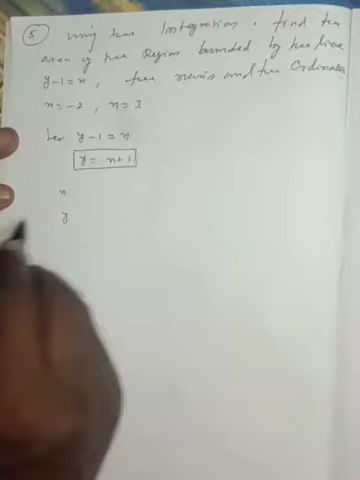 5 Using the Integration, find the
area of the Region bounded by the line
y-1=x, the x axis and the Ordinates
x=-2, x=3
Let y-1=x
y = x+1
x
y